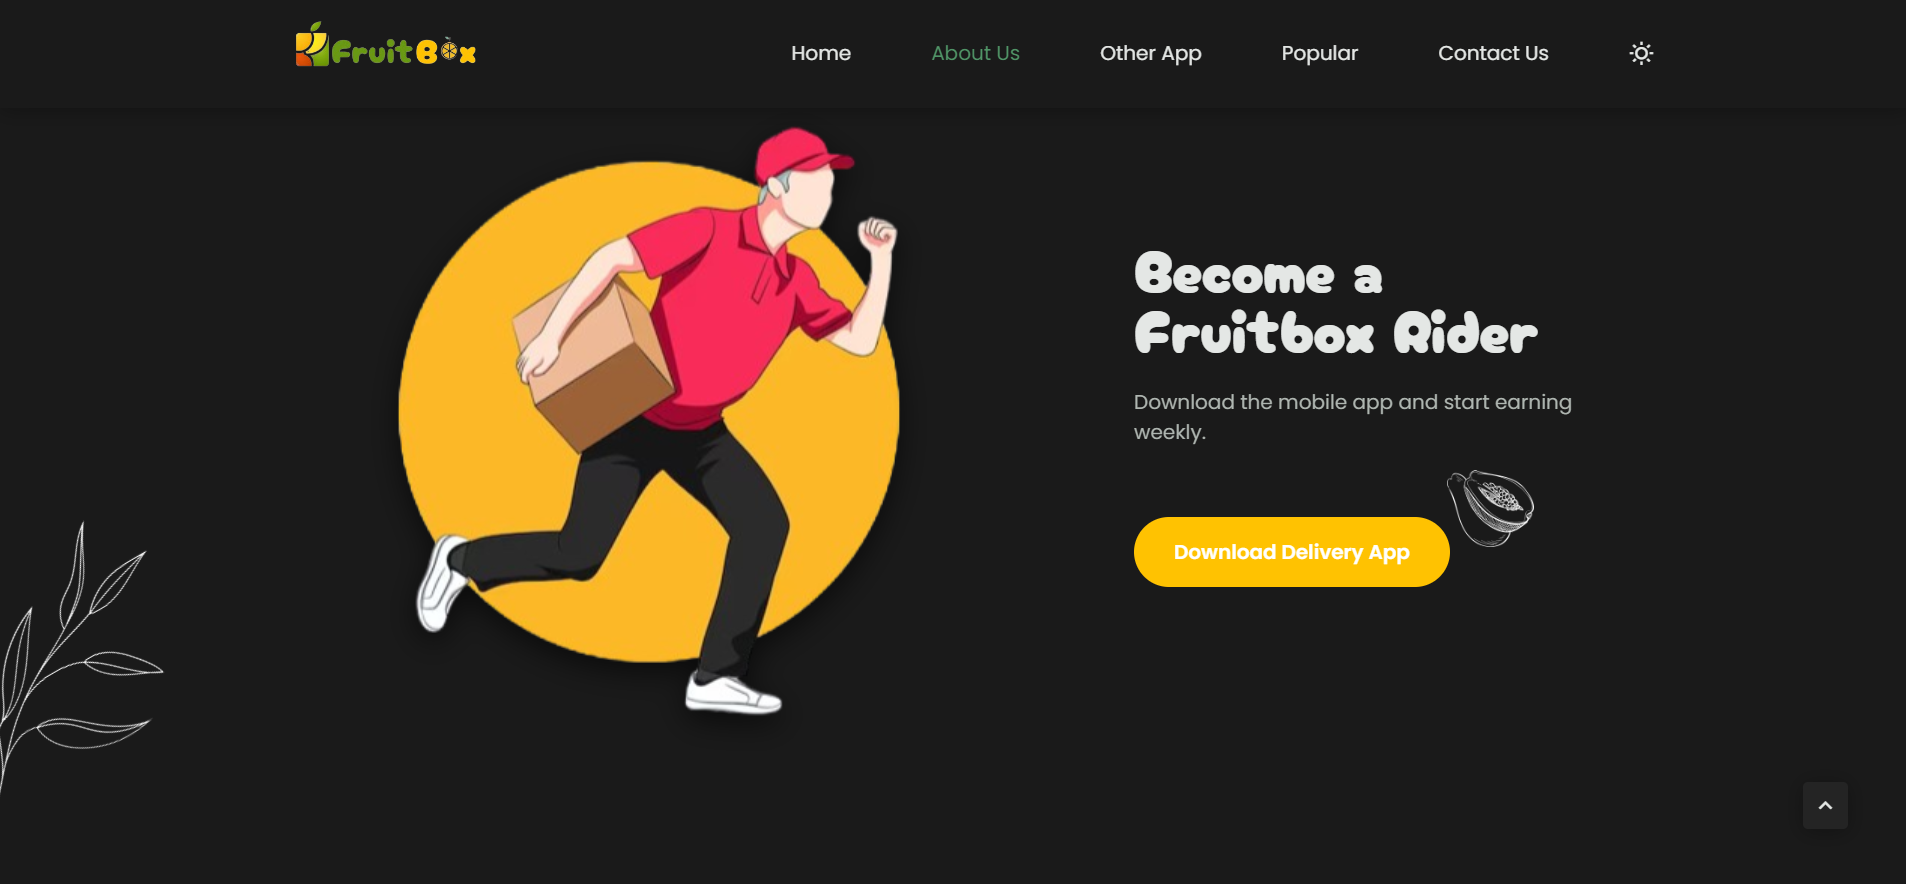 FruitBox
Home
About Us
Other App
Popular
Contact Us
Become a
Fruitbox Rider
Download the mobile app and start earning
weekly.
Download Delivery App